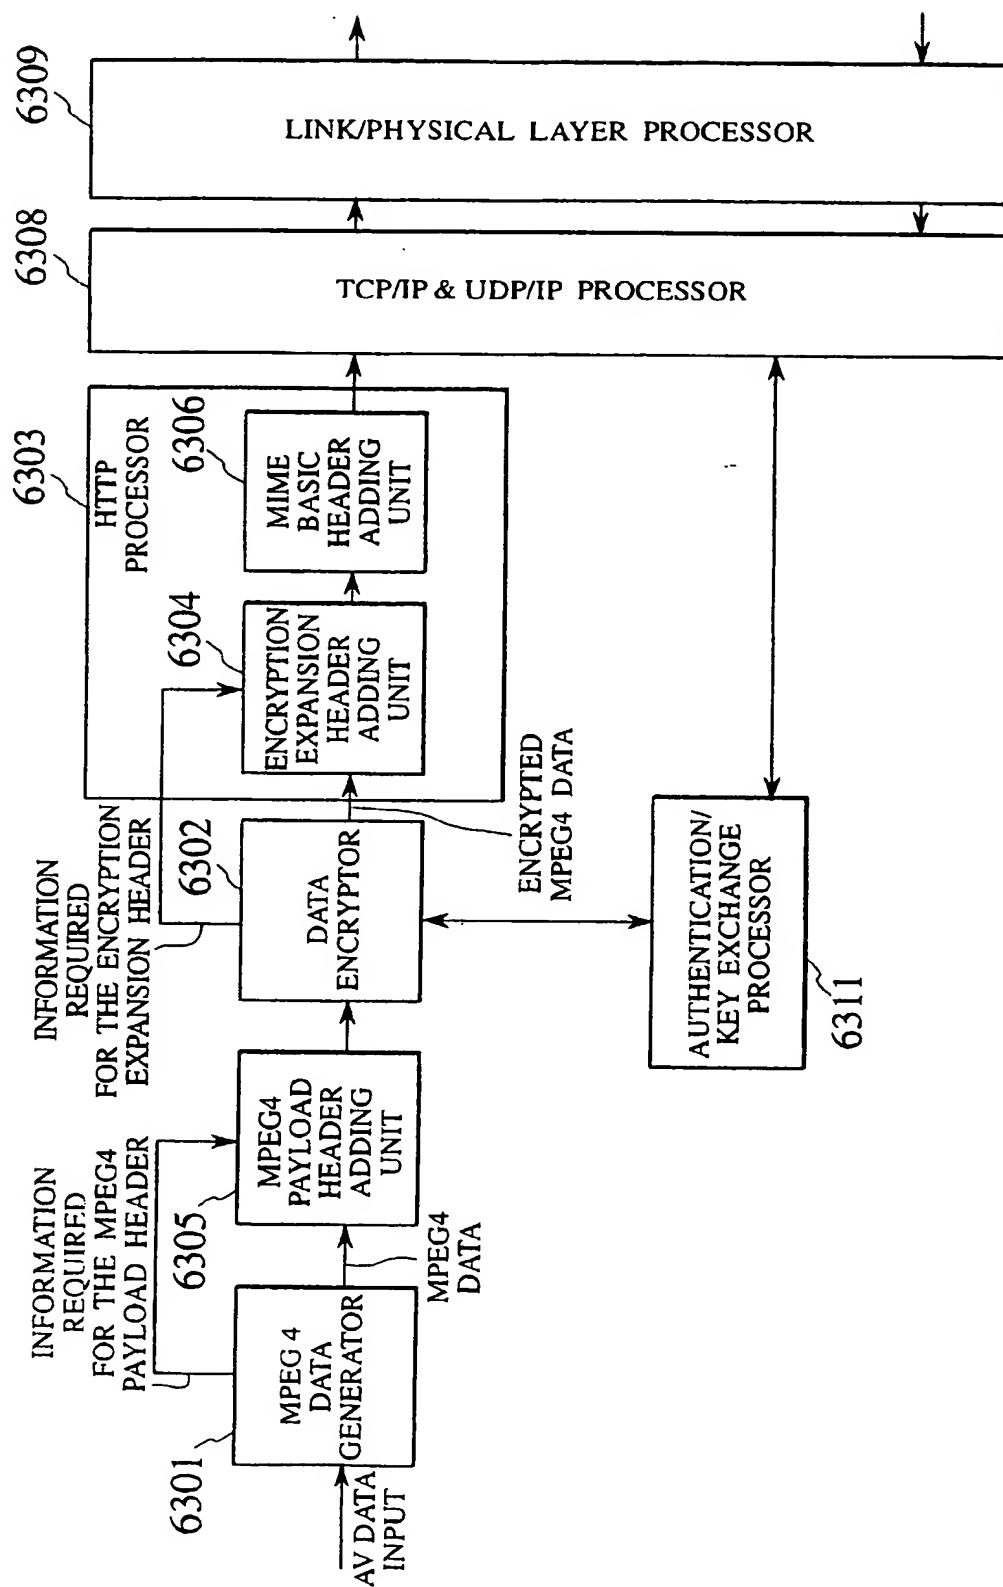 AV DATA
INPUT
6301
MPEG 4
DATA
GENERATOR
INFORMATION
REQUIRED
FOR THE MPEG4
PAYLOAD HEADER
MPEG4
DATA
6305
MPEG4
PAYLOAD
HEADER
ADDING
UNIT
6302
DATA
ENCRYPTOR
INFORMATION
REQUIRED
FOR THE ENCRYPTION
EXPANSION HEADER
ENCRYPTED
MPEG4 DATA
6303
HTTP
PROCESSOR
6304
ENCRYPTION
EXPANSION
HEADER
ADDING
UNIT
6306
MIME
BASIC
HEADER
ADDING
UNIT
AUTHENTICATION/
KEY EXCHANGE
PROCESSOR
6311
6308
TCP/IP & UDP/IP PROCESSOR
6309
LINK/PHYSICAL LAYER PROCESSOR